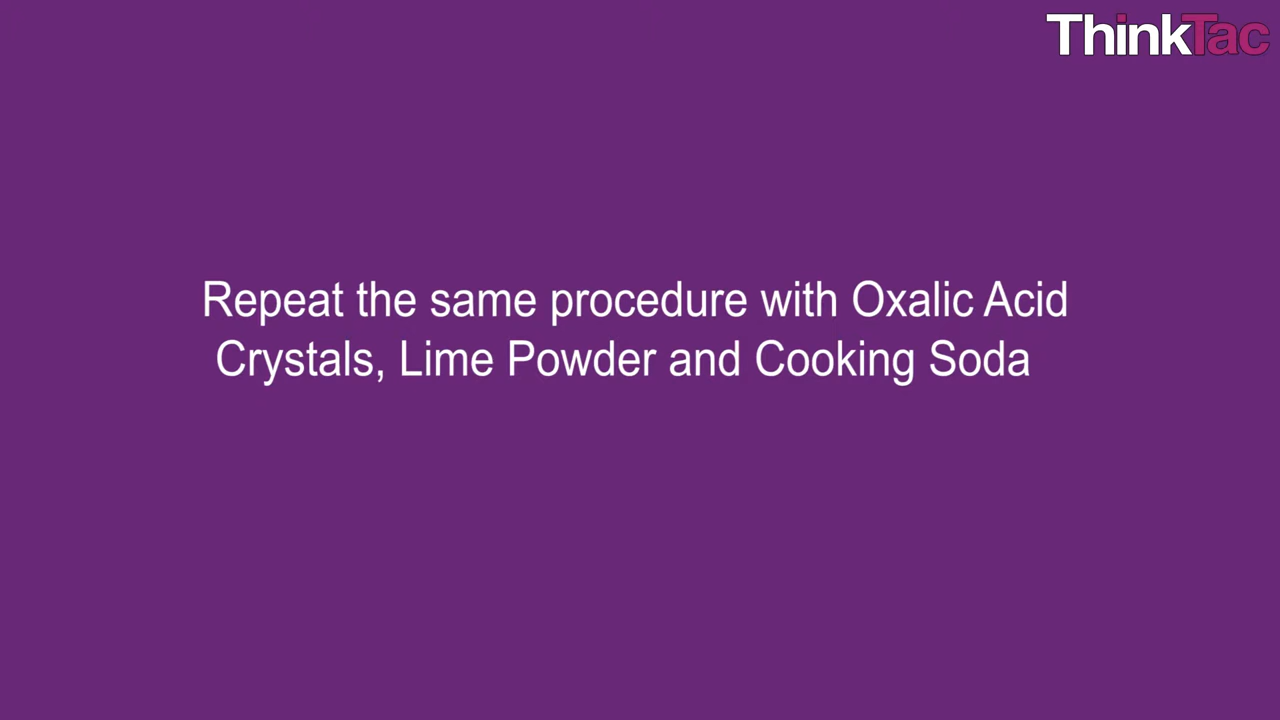 ThinkTac
Repeat the same procedure with Oxalic Acid
Crystals, Lime Powder and Cooking Soda